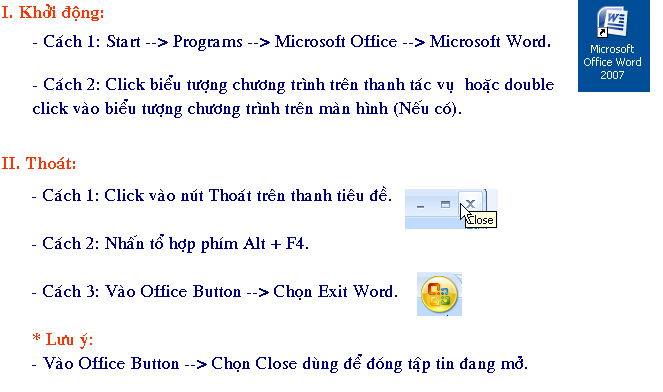 I. Khởi động:
- Cách 1: Start --> Programs --> Microsoft Office --> Microsoft Word.
Microsoft
Office Word
2007
- Cách 2: Click biểu tượng chương trình trên thanh tác vụ hoặc double
click vào biểu tượng chương trình trên màn hình (Nếu có).
II. Thoát:
- Cách 1: Click vào nút Thoát trên thanh tiêu đề.
Close
- Cách 2: Nhấn tổ hợp phím Alt + F4.
- Cách 3: Vào Office Button --> Chọn Exit Word.
* Lưu ý:
- Vào Office Button --> Chọn Close dùng để đóng tập tin đang mở.